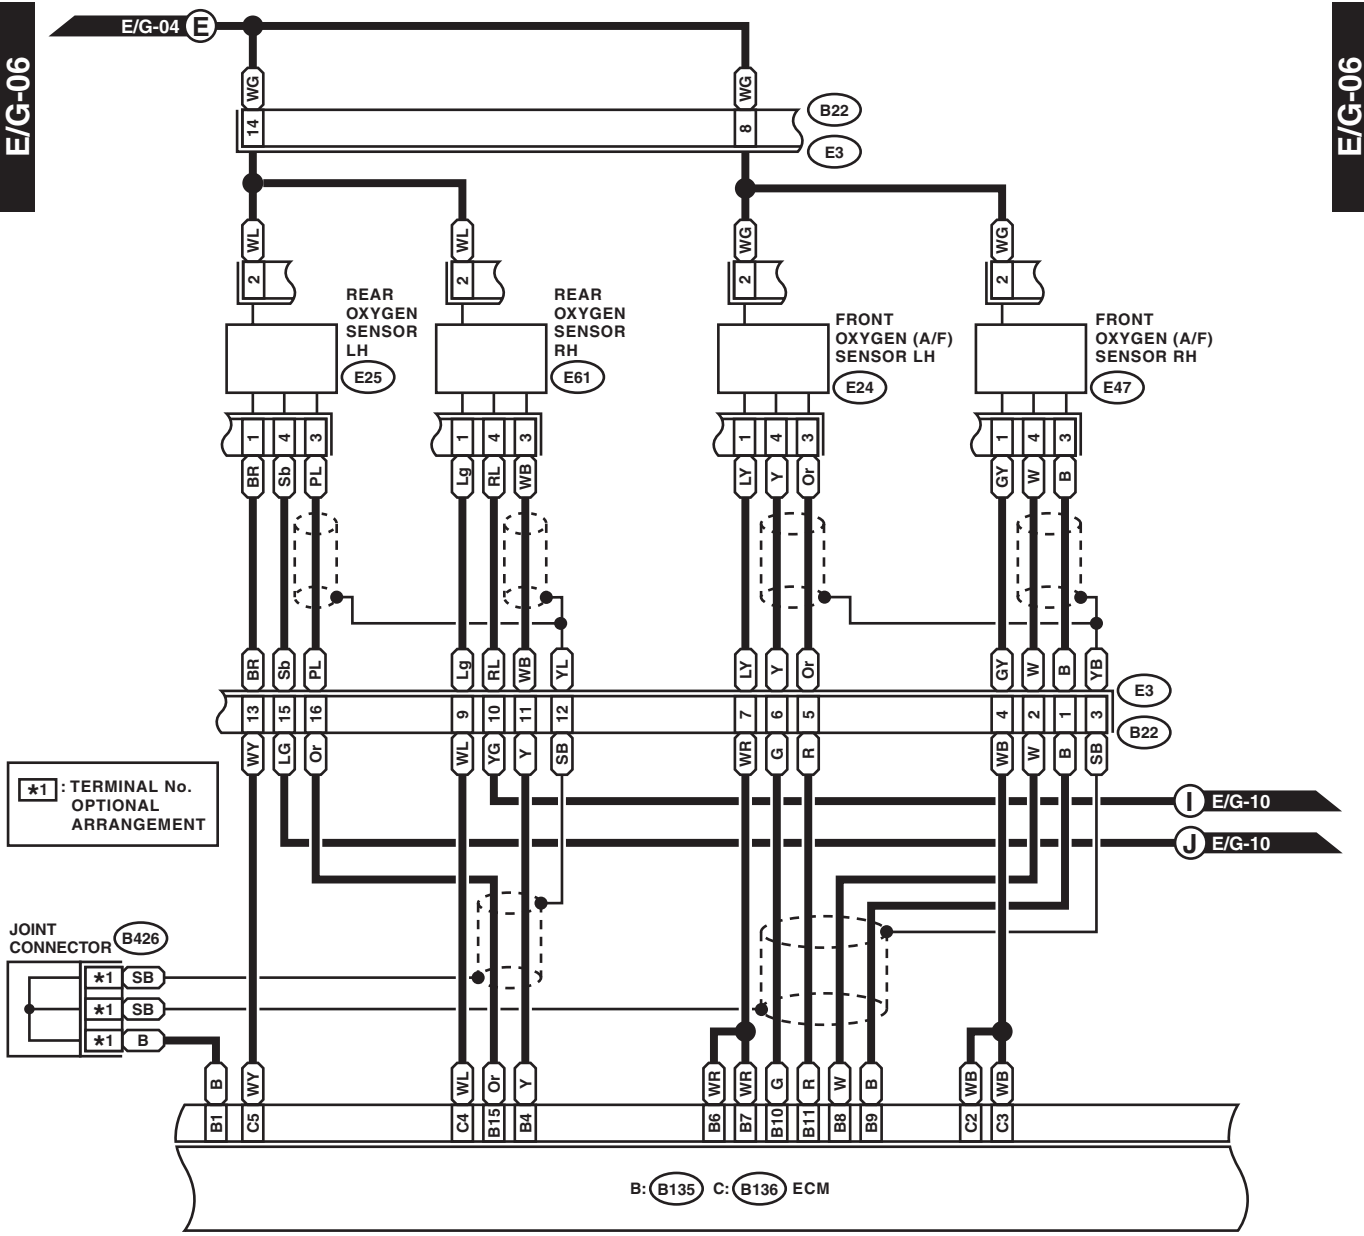 E/G-06
E/G-04 E
E/G-06
WG WG
14 8
B22
E3
WL WL WG WG
2 2 2 2
REAR
OXYGEN
SENSOR
LH
E25
REAR
OXYGEN
SENSOR
RH
E61
FRONT
OXYGEN (A/F)
SENSOR LH
E24
FRONT
OXYGEN (A/F)
SENSOR RH
E47
1 4 3 1 4 3 1 4 3 1 4 3
BR Sb PL Lg RL WB LY Y Or GY W B
BR Sb PL Lg RL WB YL LY Y Or GY W B YB
E3
13 15 16 9 10 11 12 7 6 5 4 2 1 3
B22
WY LG Or WL YG Y SB WR G R WB W B SB
*1 : TERMINAL No.
OPTIONAL
ARRANGEMENT
I E/G-10
J E/G-10
JOINT
CONNECTOR B426
*1 SB
*1 SB
*1 B
B WY WL Or Y WR WR G R W B WB WB
B1 C5 C4 B15 B4 B6 B7 B10 B11 B8 B9 C2 C3
B: B135 C: B136 ECM